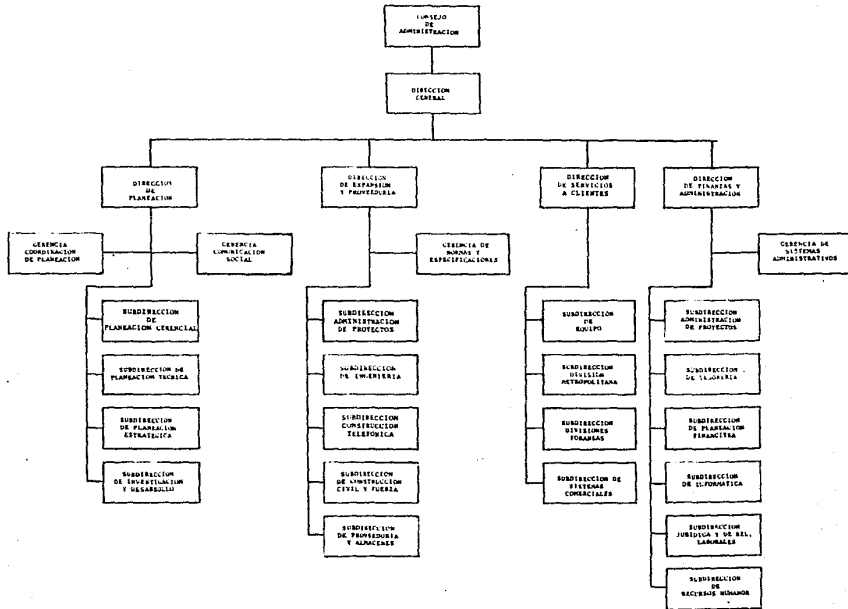 CONSEJO
DE
ADMINISTRACION
DIRECCION
GENERAL
DIRECCION
DE
PLANEACION
DIRECCION
DE EXPANSION
Y PROVEEDURIA
DIRECCION
DE SERVICIOS
A CLIENTES
DIRECCION
DE FINANZAS Y
ADMINISTRACION
GERENCIA
COORDINACION
DE PLANEACION
GERENCIA
COMUNICACION
SOCIAL
GERENCIA DE
NORMAS Y
ESPECIFICACIONES
GERENCIA DE
SISTEMAS
ADMINISTRATIVOS
SUBDIRECCION
DE
PLANEACION GERENCIAL
SUBDIRECCION DE
PLANEACION TECNICA
SUBDIRECCION
DE PLANEACION
ESTRATEGICA
SUBDIRECCION
DE INVESTIGACION
Y DESARROLLO
SUBDIRECCION
ADMINISTRACION
DE PROYECTOS
SUBDIRECCION
DE INGENIERIA
SUBDIRECCION
CONSTRUCCION
TELEFONICA
SUBDIRECCION
DE CONSTRUCCION
CIVIL Y FUERZA
SUBDIRECCION
DE PROVEEDURIA
Y ALMACENES
SUBDIRECCION
DE
EQUIPO
SUBDIRECCION
DIVISION
METROPOLITANA
SUBDIRECCION
DIVISIONES
FORANEAS
SUBDIRECCION DE
SISTEMAS
COMERCIALES
SUBDIRECCION
ADMINISTRACION
DE PROYECTOS
SUBDIRECCION
DE TESORERIA
SUBDIRECCION
DE PLANEACION
FINANCIERA
SUBDIRECCION
DE INFORMATICA
SUBDIRECCION
JURIDICA Y DE REL.
LABORALES
SUBDIRECCION
DE
RECURSOS HUMANOS